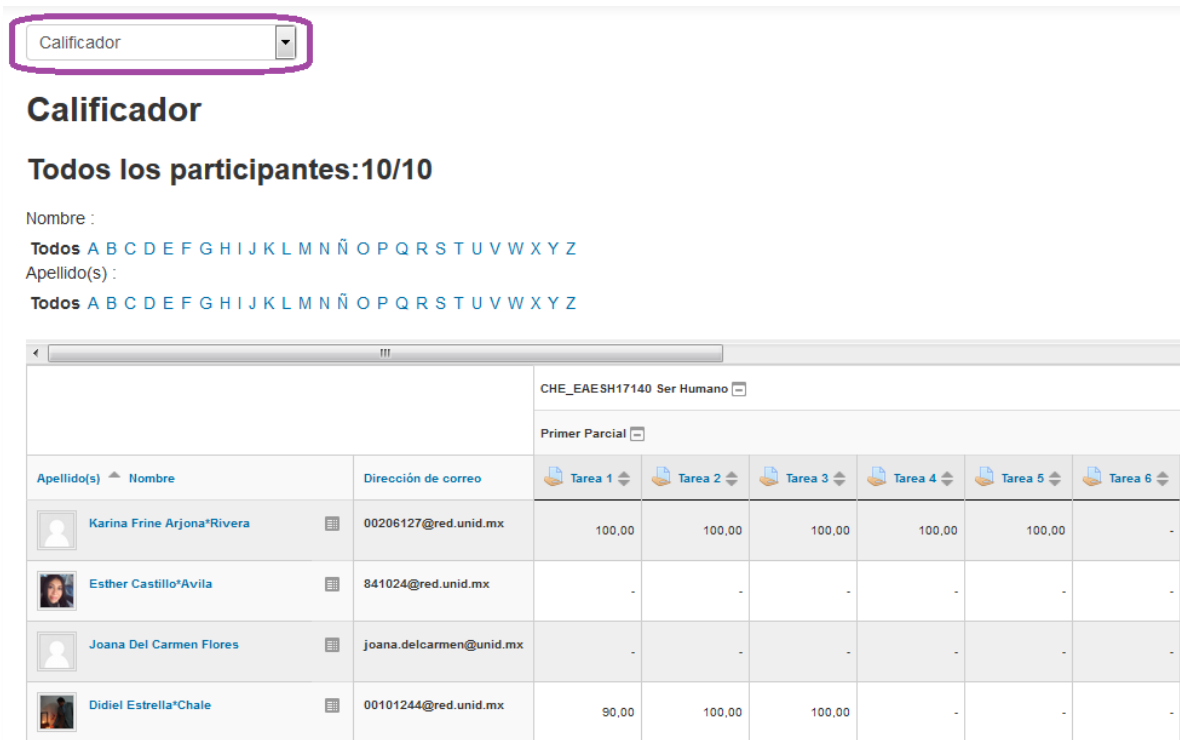 Calificador
Calificador
Todos los participantes:10/10
Nombre :
Todos A B C D E F G H I J K L M N Ñ O P Q R S T U V W X Y Z
Apellido(s) :
Todos A B C D E F G H I J K L M N Ñ O P Q R S T U V W X Y Z
CHE_EAESH17140 Ser Humano
Primer Parcial
Apellido(s) Nombre Dirección de correo Tarea 1 Tarea 2 Tarea 3 Tarea 4 Tarea 5 Tarea 6
Karina Frine Arjona*Rivera 00206127@red.unid.mx 100,00 100,00 100,00 100,00 100,00 -
Esther Castillo*Avila 841024@red.unid.mx - - - - - -
Joana Del Carmen Flores joana.delcarmen@unid.mx - - - - - -
Didiel Estrella*Chale 00101244@red.unid.mx 90,00 100,00 100,00 - - -